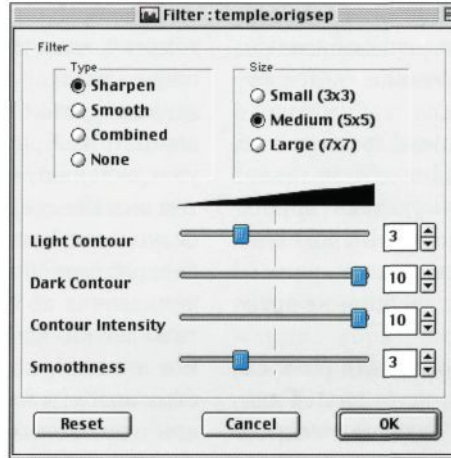 Filter : temple.origsep
Filter
Type
Sharpen
Smooth
Combined
None
Size
Small (3x3)
Medium (5x5)
Large (7x7)
Light Contour 3
Dark Contour 10
Contour Intensity 10
Smoothness 3
Reset Cancel OK